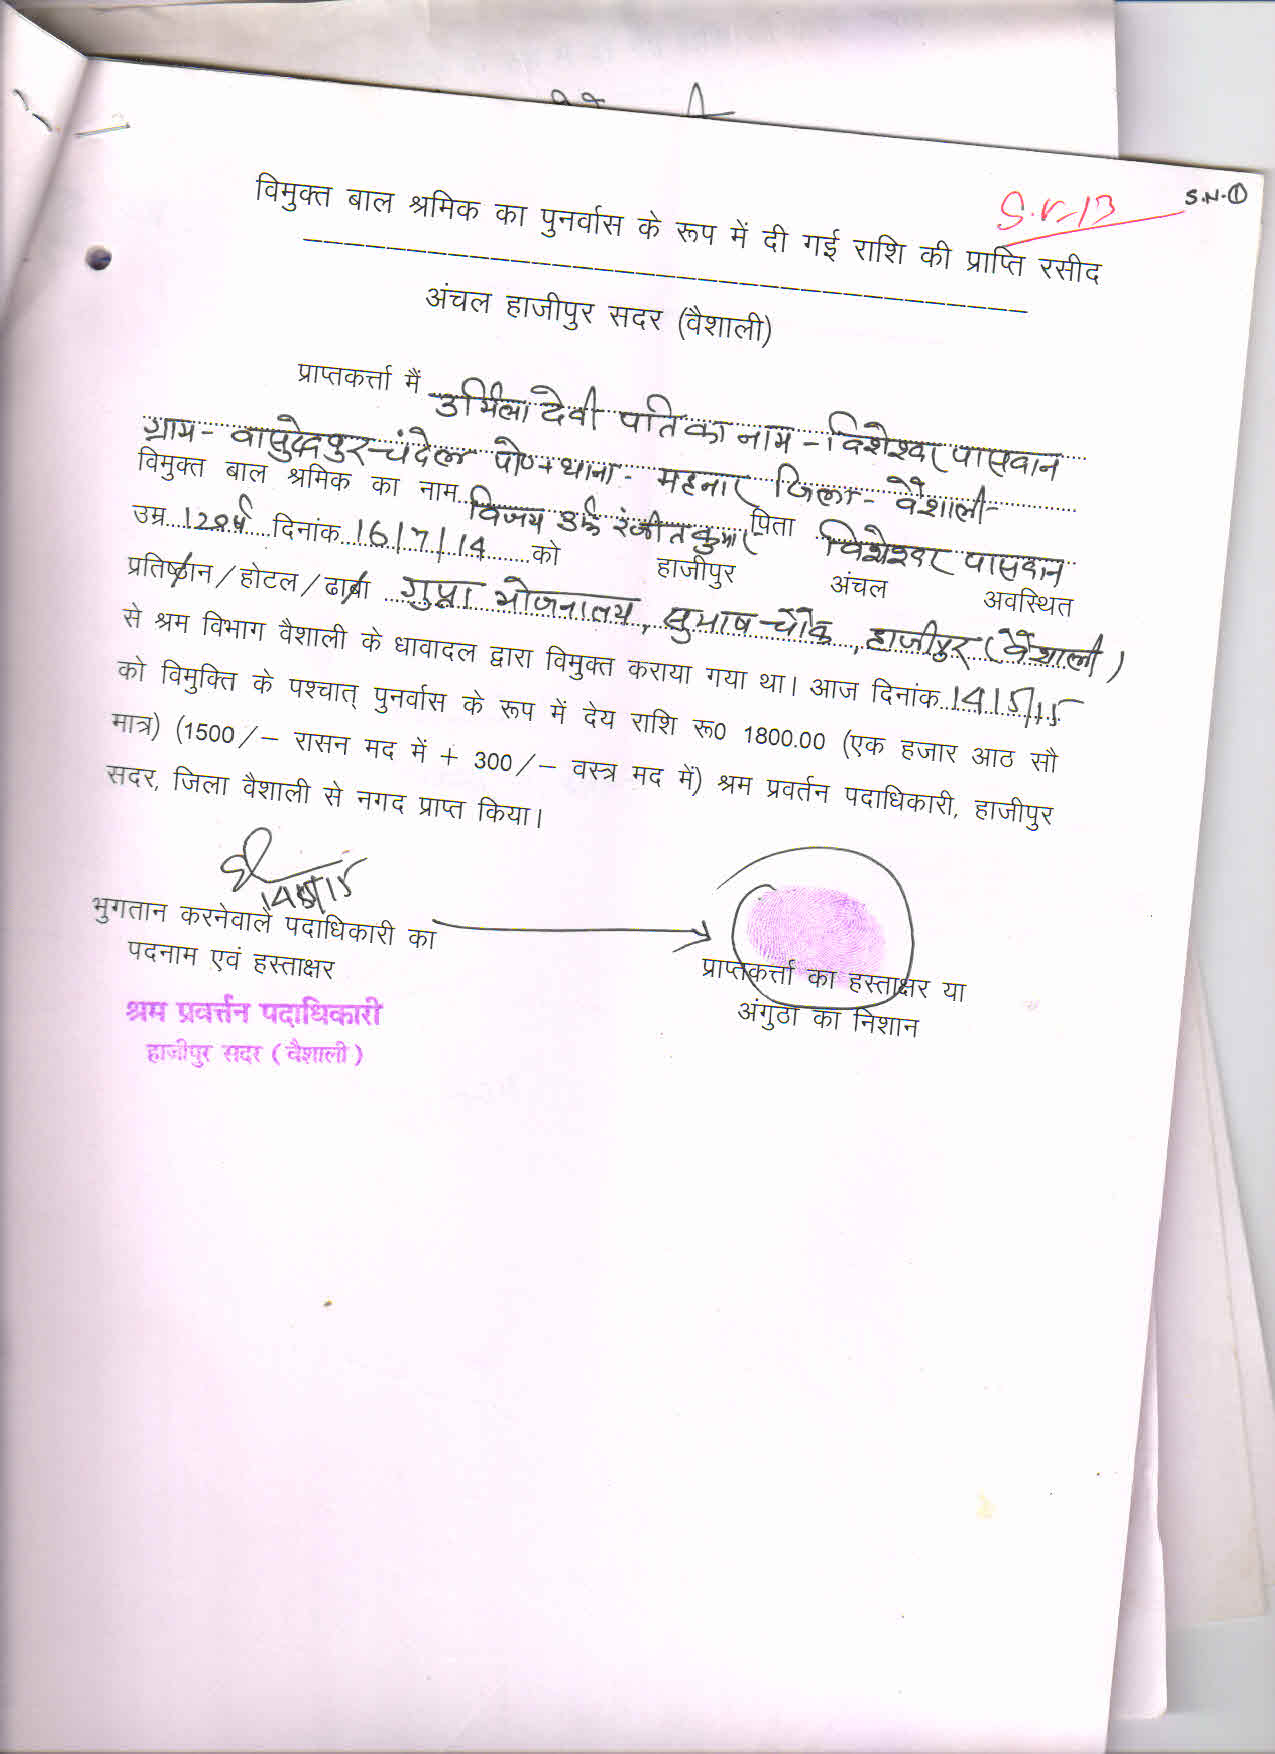 S.N-①
S.N-13
विमुक्त बाल श्रमिक का पुनर्वास के रूप में दी गई राशि की प्राप्ति रसीद
अंचल हाजीपुर सदर (वैशाली)
प्राप्तकर्त्ता मैं उर्मिला देवी पति का नाम - विशेश्वर पासवान
ग्राम - वासुदेवपुर चंदेल पो०+थाना - महनार जिला - वैशाली
विमुक्त बाल श्रमिक का नाम विजय उर्फ रंजीत कुमार पिता विशेश्वर पासवान
उम्र 12 वर्ष दिनांक 16/7/14 को हाजीपुर अंचल अवस्थित
प्रतिष्ठान/होटल/ढाबा गुप्ता भोजनालय, सुभाष चौक, हाजीपुर (वैशाली)
से श्रम विभाग वैशाली के धावादल द्वारा विमुक्त कराया गया था। आज दिनांक 14/5/15
को विमुक्ति के पश्चात् पुनर्वास के रूप में देय राशि रू0 1800.00 (एक हजार आठ सौ
मात्र) (1500/- रासन मद में + 300/- वस्त्र मद में) श्रम प्रवर्तन पदाधिकारी, हाजीपुर
सदर, जिला वैशाली से नगद प्राप्त किया।
14/5/15
भुगतान करनेवाले पदाधिकारी का
पदनाम एवं हस्ताक्षर
प्राप्तकर्त्ता का हस्ताक्षर या
अंगुठा का निशान
श्रम प्रवर्त्तन पदाधिकारी
हाजीपुर सदर (वैशाली)